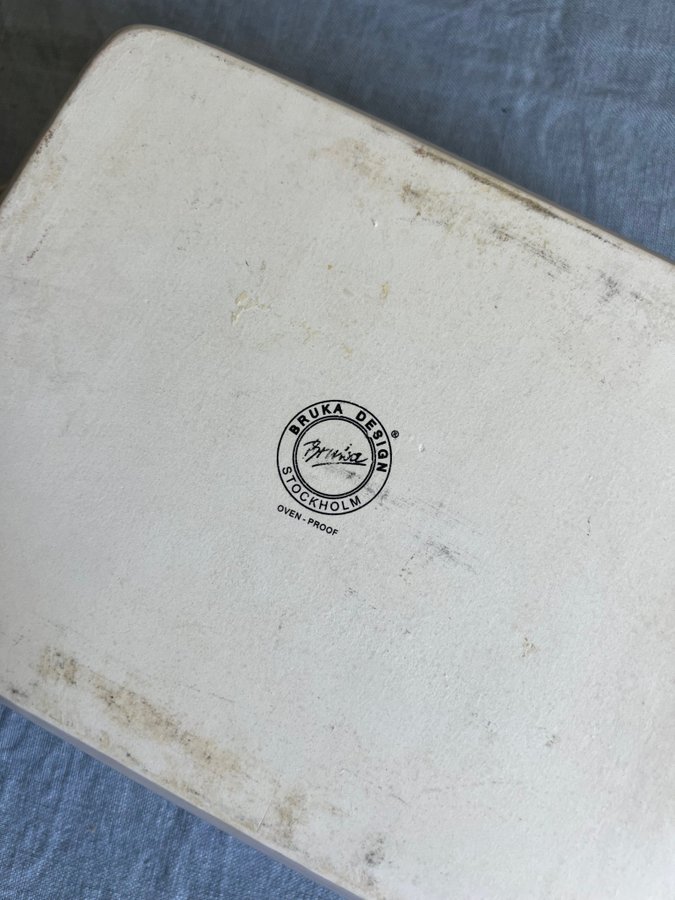 BRUKA DESIGN
®
Bruka
STOCKHOLM
OVEN-PROOF